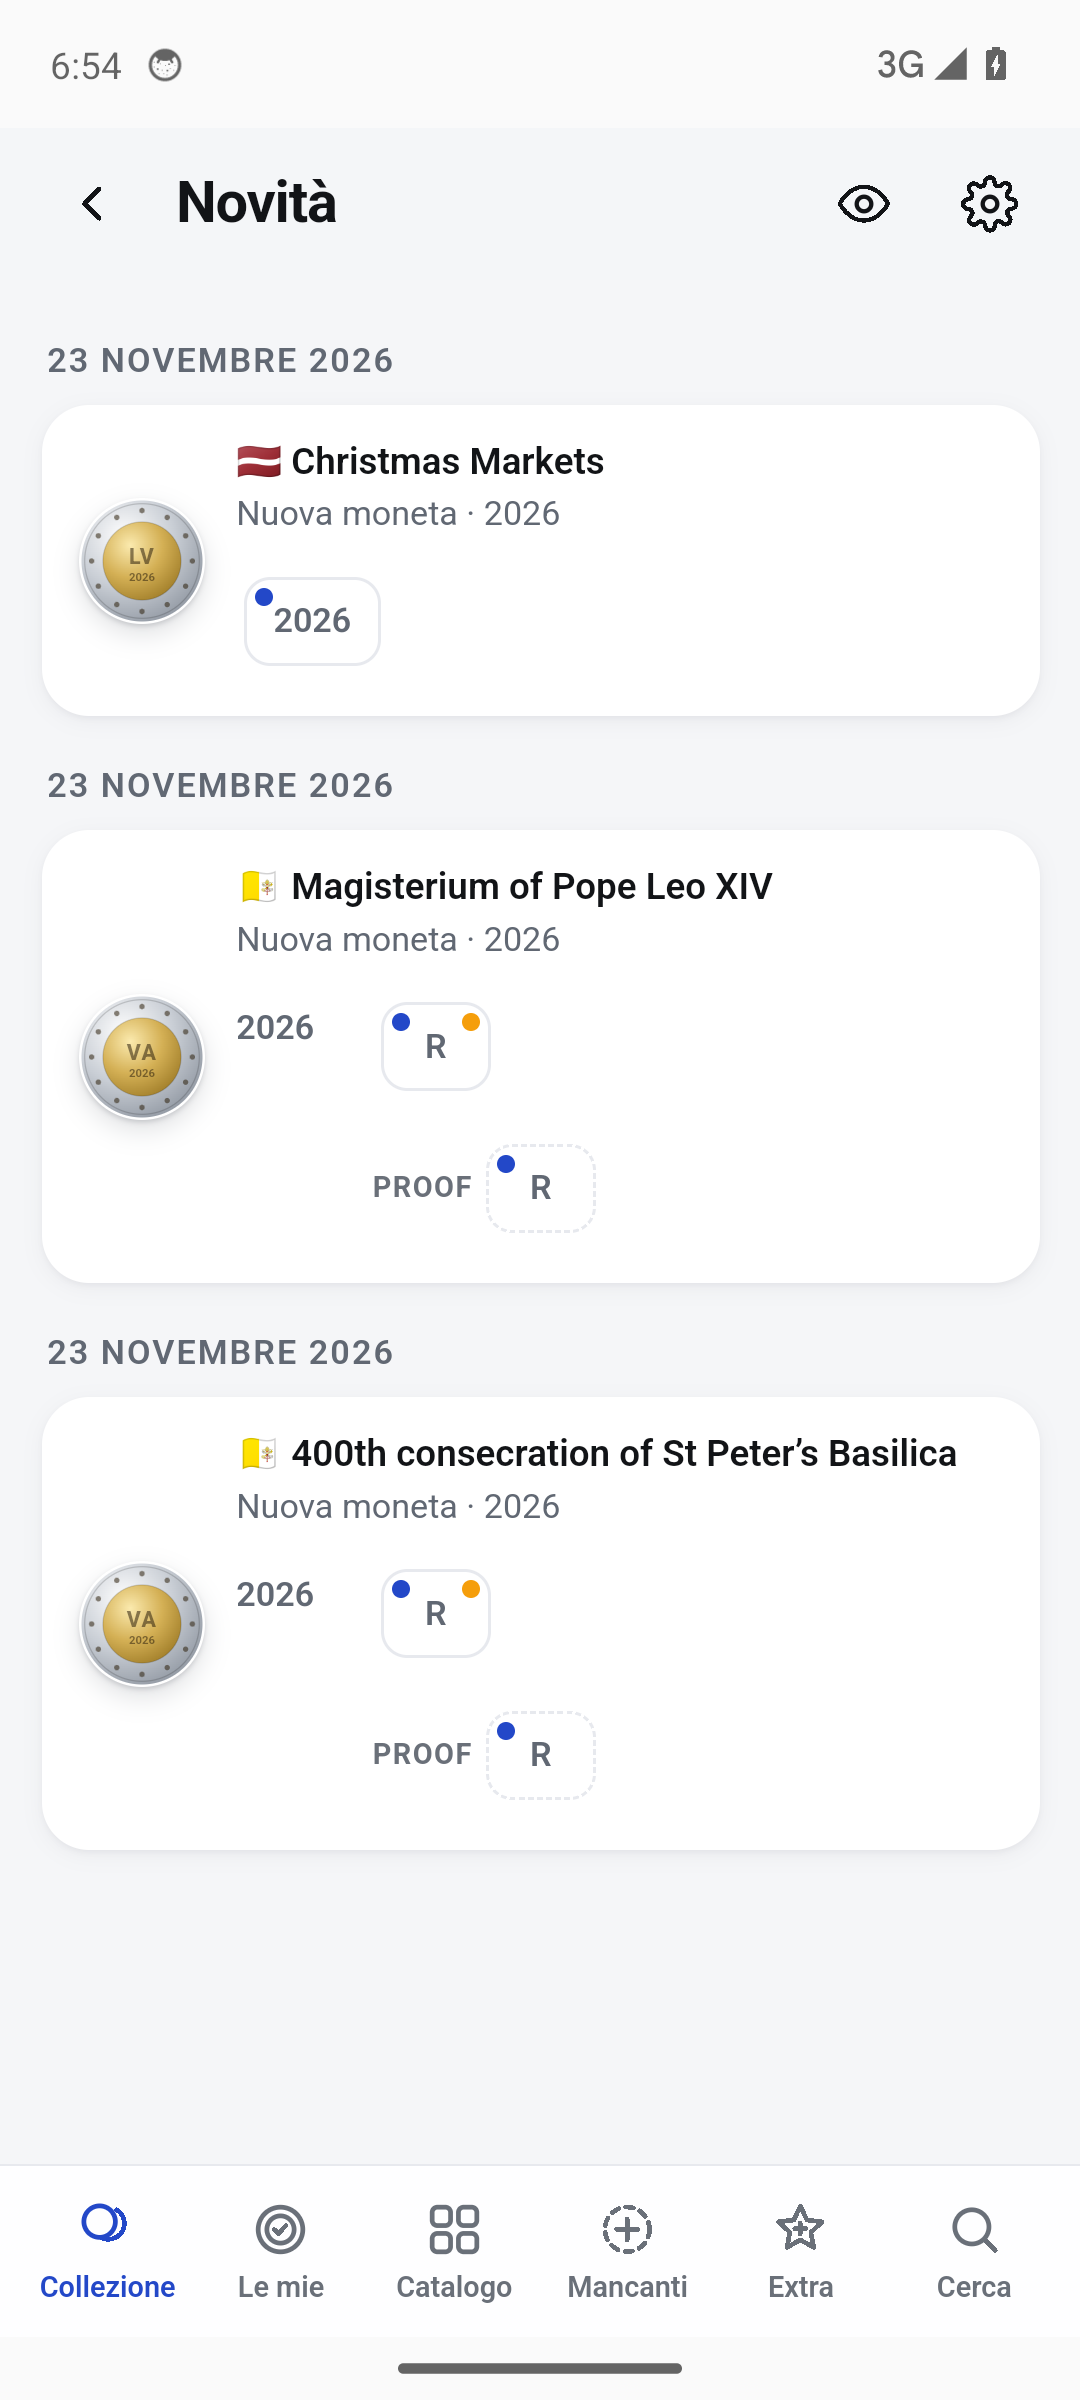 6:54
3G
Novità
23 NOVEMBRE 2026
Christmas Markets
Nuova moneta · 2026
LV
2026
2026
23 NOVEMBRE 2026
Magisterium of Pope Leo XIV
Nuova moneta · 2026
VA
2026
2026
R
PROOF
R
23 NOVEMBRE 2026
400th consecration of St Peter’s Basilica
Nuova moneta · 2026
VA
2026
2026
R
PROOF
R
Collezione
Le mie
Catalogo
Mancanti
Extra
Cerca